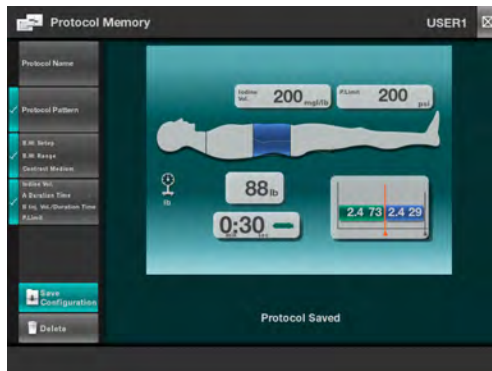 Protocol Memory
USER1
Protocol Name
Protocol Pattern
B.W. Setup
B.W. Range
Contrast Medium
Iodine Vol.
A Duration Time
B Inj. Vol./Duration Time
P.Limit
Save
Configuration
Delete
Iodine
Vol.
200 mgI/lb
P.Limit
200 psi
lb
88 lb
0:30
min sec
2.4 73 2.4 29
Protocol Saved